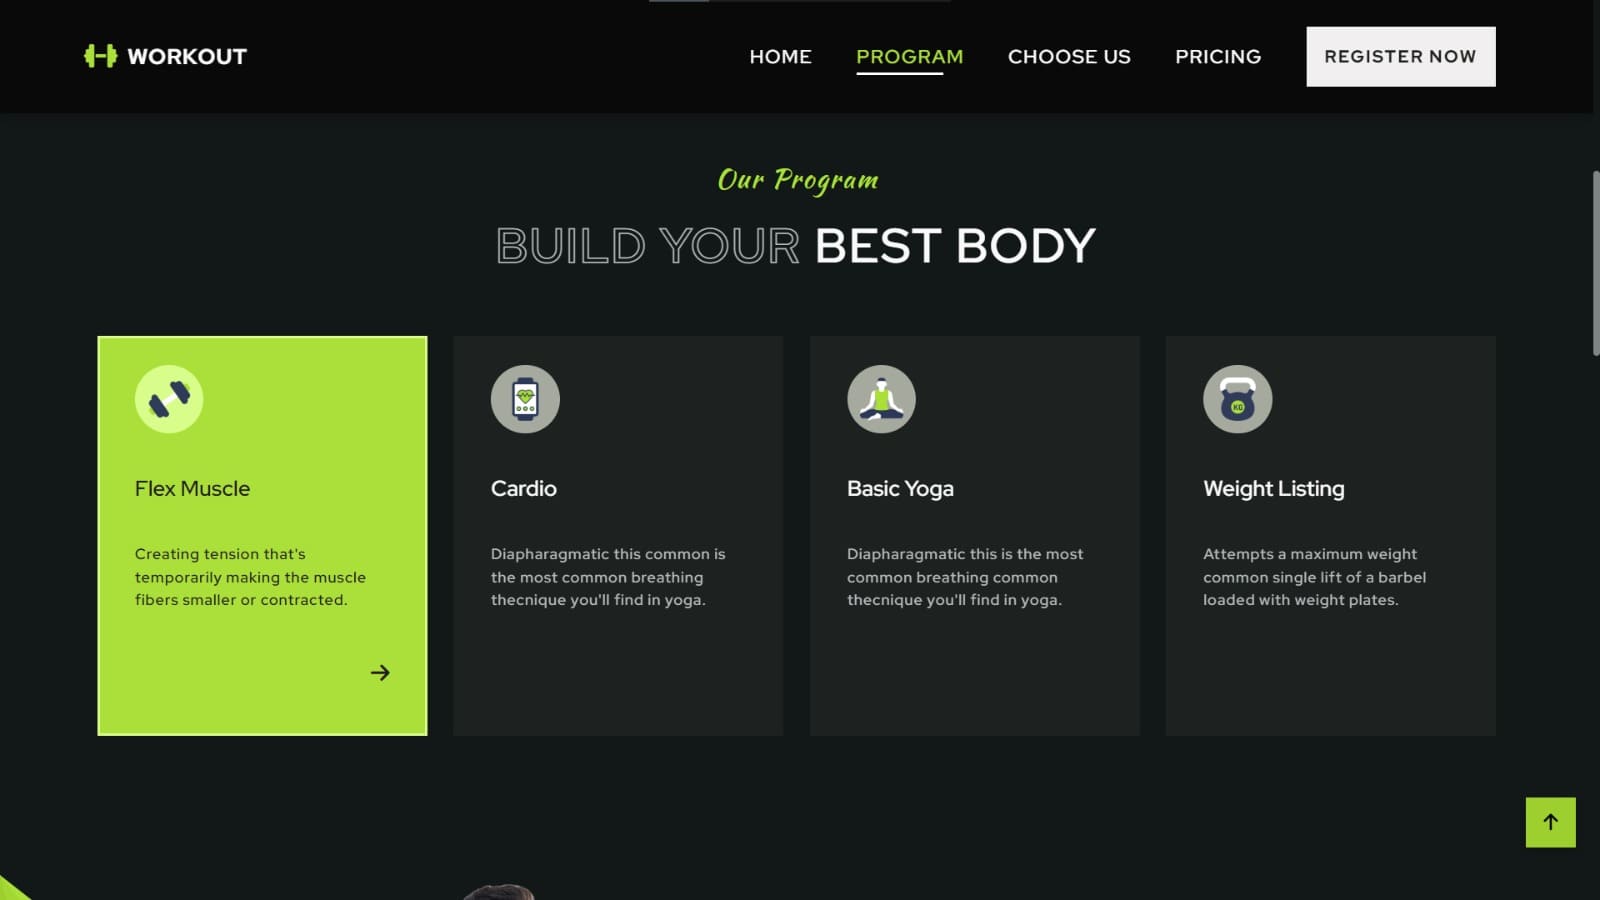 WORKOUT
HOME PROGRAM CHOOSE US PRICING REGISTER NOW
Our Program
BUILD YOUR BEST BODY
Flex Muscle
Creating tension that's
temporarily making the muscle
fibers smaller or contracted.
Cardio
Diapharagmatic this common is
the most common breathing
thecnique you'll find in yoga.
Basic Yoga
Diapharagmatic this is the most
common breathing common
thecnique you'll find in yoga.
KG
Weight Listing
Attempts a maximum weight
common single lift of a barbel
loaded with weight plates.